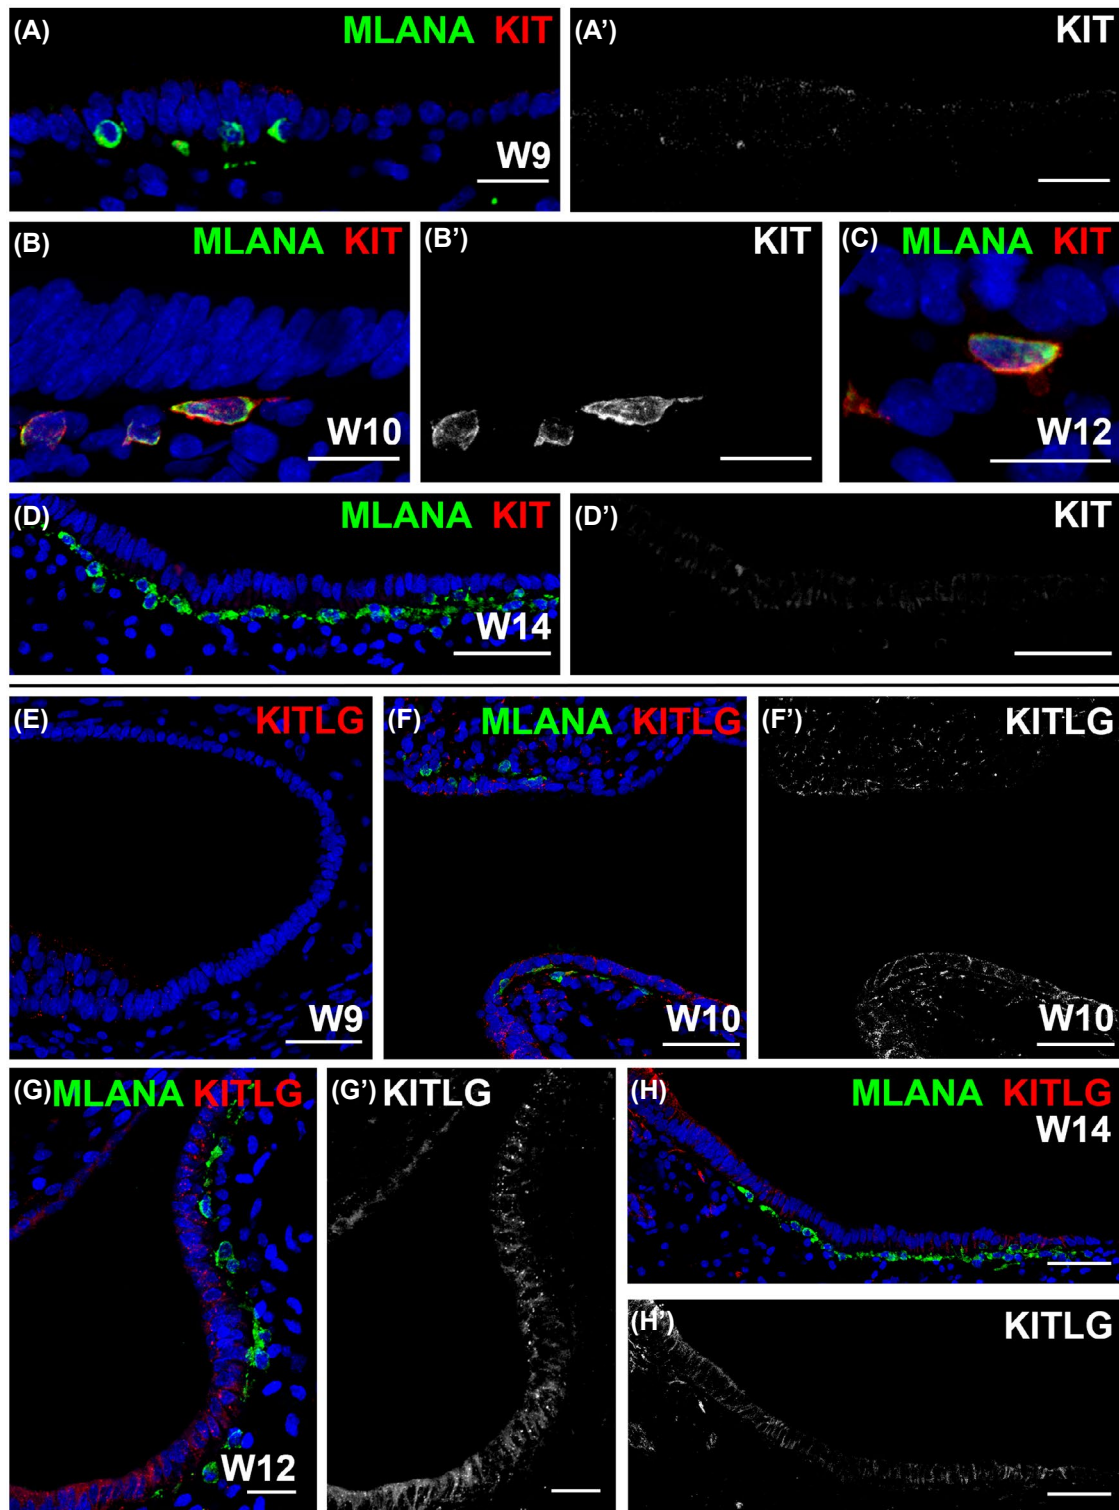 (A) MLANA KIT
W9
(A') KIT
(B) MLANA KIT
W10
(B') KIT
(C) MLANA KIT
W12
(D) MLANA KIT
W14
(D') KIT
(E) KITLG
W9
(F) MLANA KITLG
W10
(F') KITLG
W10
(G) MLANA KITLG
W12
(G') KITLG
(H) MLANA KITLG
W14
(H') KITLG